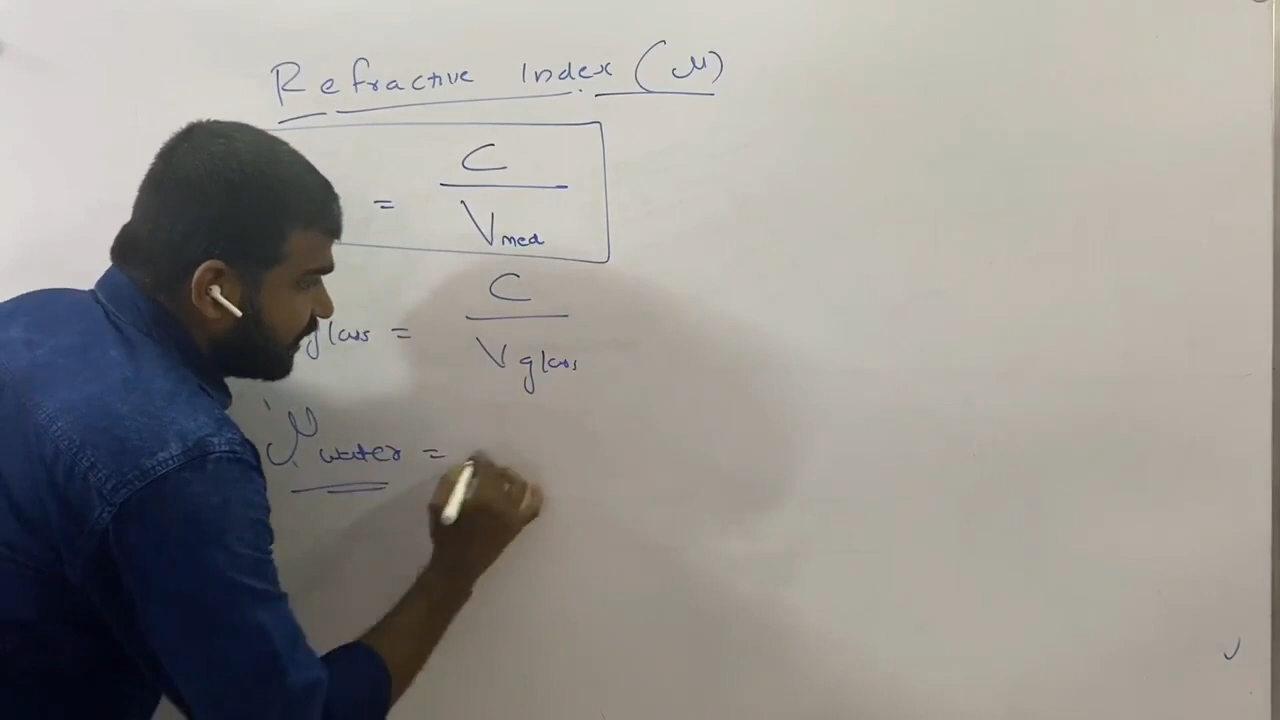 Refractive Index (μ)
= C
V med
glass = C
V glass
μ water =